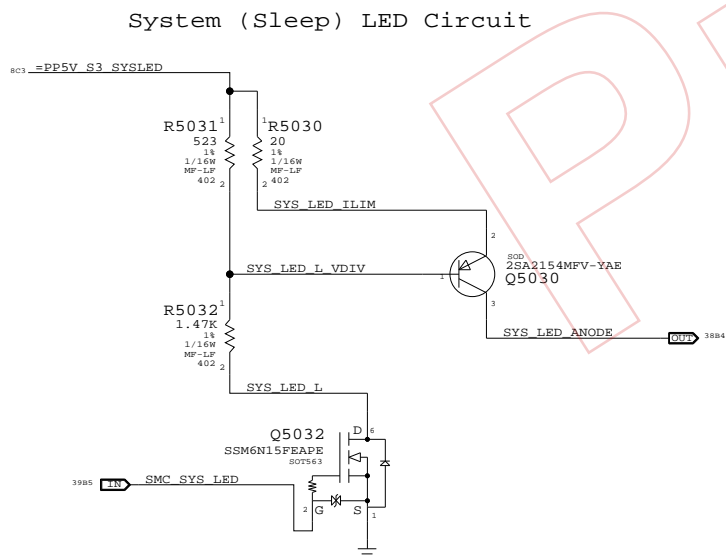 System (Sleep) LED Circuit
8C3 =PP5V_S3_SYSLED
R5031
523
1%
1/16W
MF-LF
402
1
2
R5030
20
1%
1/16W
MF-LF
402
1
2
SYS_LED_ILIM
2
SOD
2SA2154MFV-YAE
Q5030
SYS_LED_L_VDIV
1
3
R5032
1.47K
1%
1/16W
MF-LF
402
1
2
SYS_LED_ANODE
OUT 38B4
SYS_LED_L
Q5032
SSM6N15FEAPE
SOT563
D 6
39B5 IN SMC_SYS_LED
2 G S
1
P